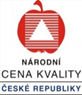 NÁRODNÍ
CENA KVALITY
ČESKÉ REPUBLIKY